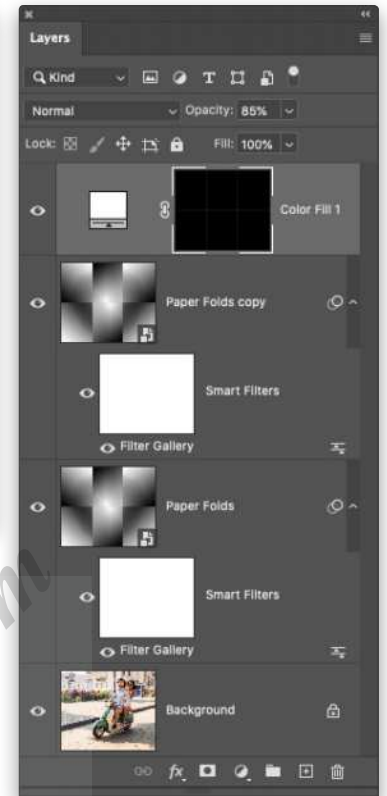 Layers
Kind
T
Normal Opacity: 85%
Lock: Fill: 100%
Color Fill 1
Paper Folds copy
Smart Filters
Filter Gallery
Paper Folds
Smart Filters
Filter Gallery
Background
fx